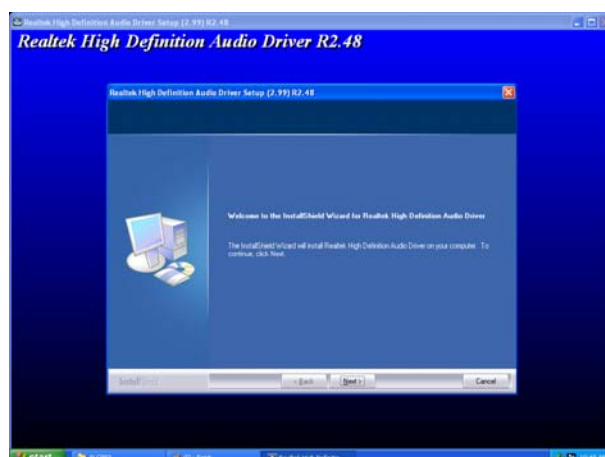 Realtek High Definition Audio Driver Setup (2.99) R2.48
Realtek High Definition Audio Driver R2.48
Realtek High Definition Audio Driver Setup (2.99) R2.48
Welcome to the InstallShield Wizard for Realtek High Definition Audio Driver
The InstallShield Wizard will install Realtek High Definition Audio Driver on your computer. To
continue, click Next.
InstallShield
< Back
Next >
Cancel
start